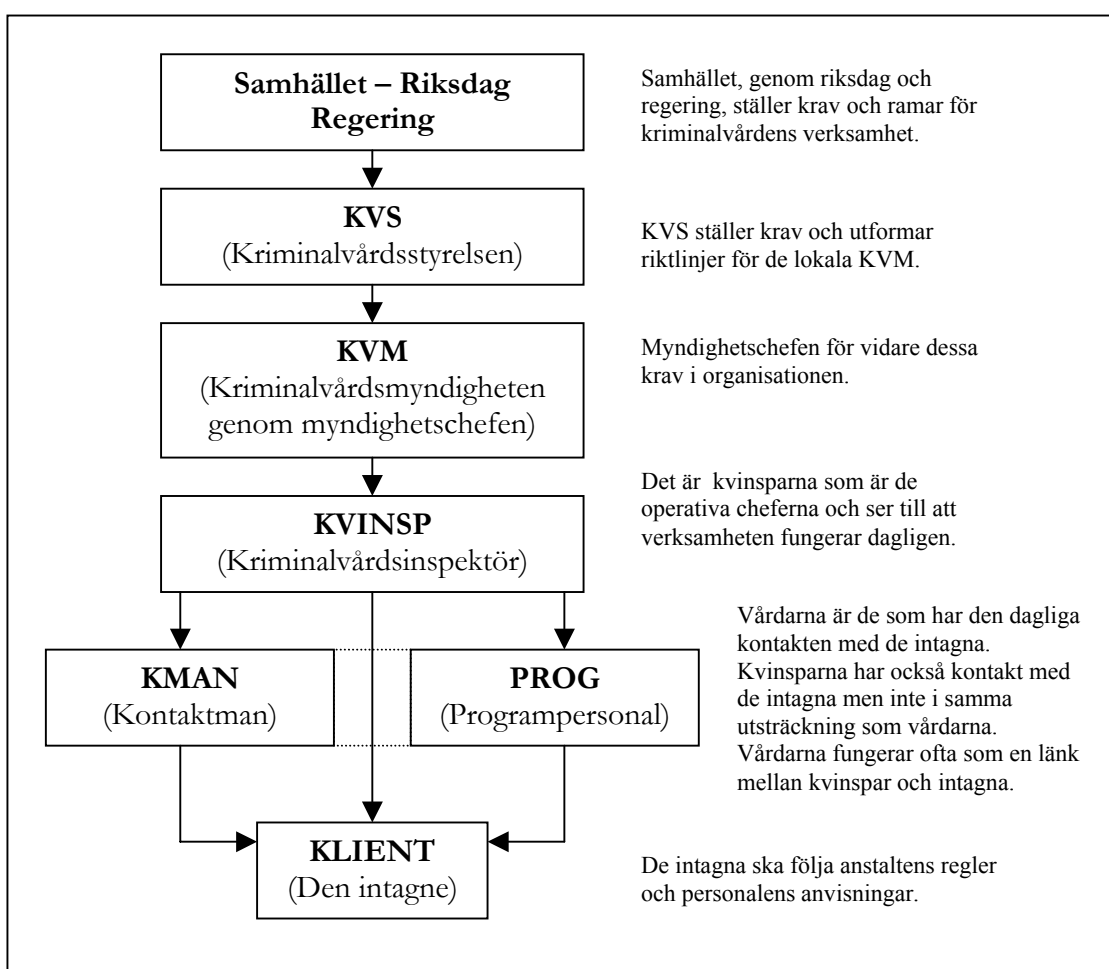 Samhället – Riksdag
Regering
Samhället, genom riksdag och
regering, ställer krav och ramar för
kriminalvårdens verksamhet.
KVS
(Kriminalvårdsstyrelsen)
KVS ställer krav och utformar
riktlinjer för de lokala KVM.
KVM
(Kriminalvårdsmyndigheten
genom myndighetschefen)
Myndighetschefen för vidare dessa
krav i organisationen.
KVINSP
(Kriminalvårdsinspektör)
Det är kvinsparna som är de
operativa cheferna och ser till att
verksamheten fungerar dagligen.
KMAN
(Kontaktman)
PROG
(Programpersonal)
Vårdarna är de som har den dagliga
kontakten med de intagna.
Kvinsparna har också kontakt med
de intagna men inte i samma
utsträckning som vårdarna.
Vårdarna fungerar ofta som en länk
mellan kvinspar och intagna.
KLIENT
(Den intagne)
De intagna ska följa anstaltens regler
och personalens anvisningar.